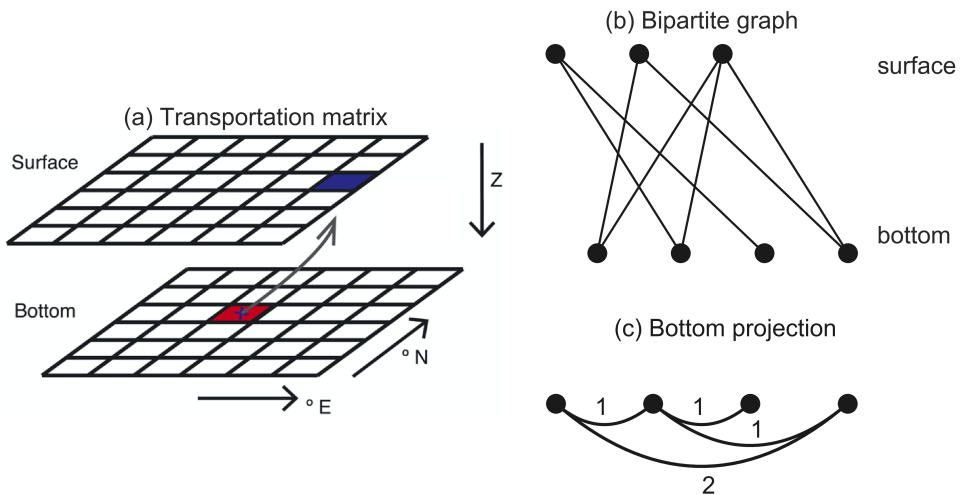 (a) Transportation matrix
Surface
Z
Bottom
º N
º E
(b) Bipartite graph
surface
bottom
(c) Bottom projection
1
1
1
2